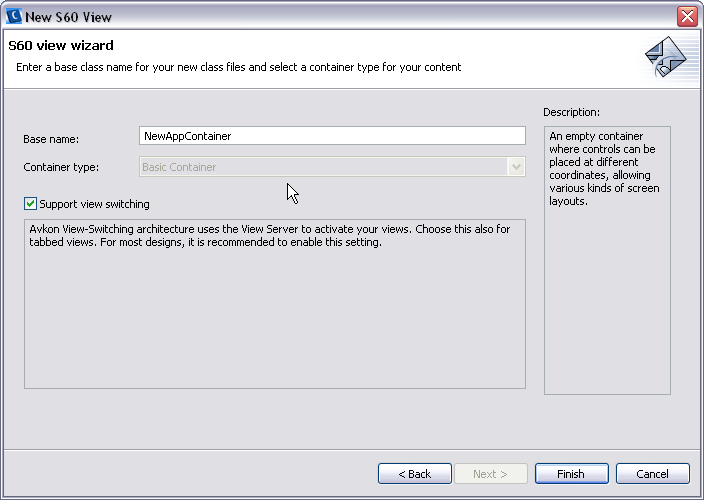 New S60 View
S60 view wizard
Enter a base class name for your new class files and select a container type for your content
Description:
Base name:
NewAppContainer
An empty container
where controls can be
placed at different
coordinates, allowing
various kinds of screen
layouts.
Container type:
Basic Container
Support view switching
Avkon View-Switching architecture uses the View Server to activate your views. Choose this also for
tabbed views. For most designs, it is recommended to enable this setting.
< Back
Next >
Finish
Cancel